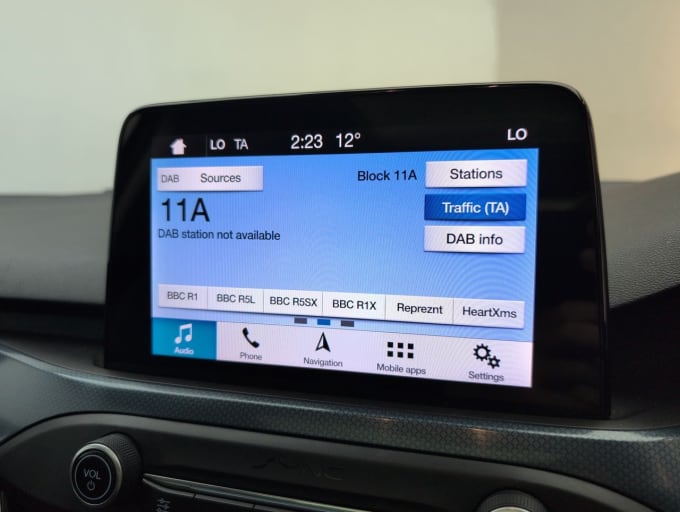 LO TA 2:23 12° LO
DAB Sources Block 11A Stations
11A
Traffic (TA)
DAB station not available
DAB info
BBC R1 BBC R5L BBC R5SX BBC R1X Repreznt HeartXms
Audio Phone Navigation Mobile apps Settings
VOL
SYNC